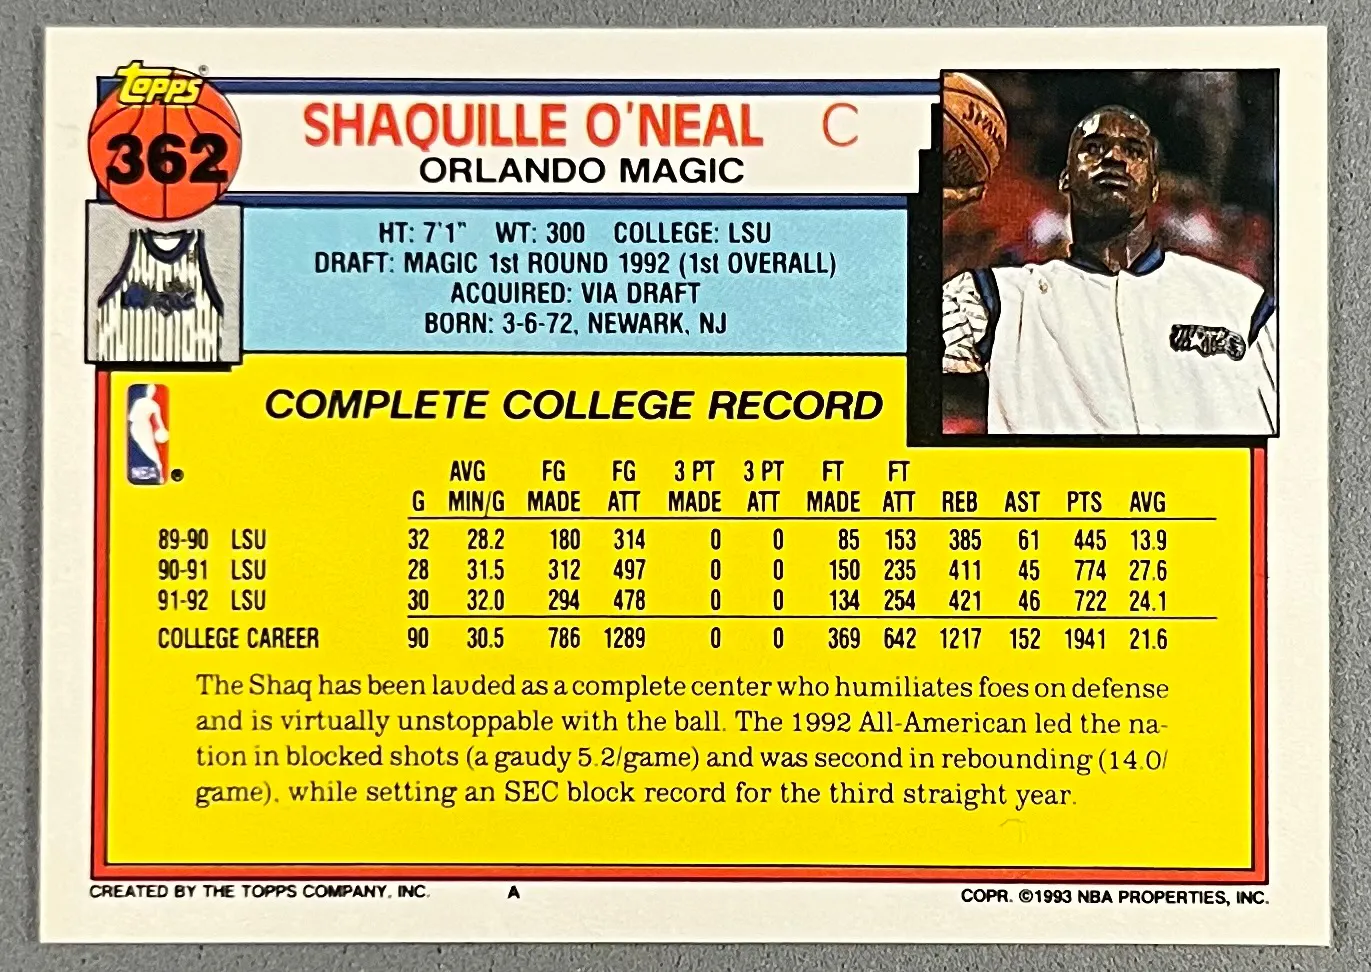 topps
362
SHAQUILLE O'NEAL C
ORLANDO MAGIC
HT: 7'1" WT: 300 COLLEGE: LSU
DRAFT: MAGIC 1st ROUND 1992 (1st OVERALL)
ACQUIRED: VIA DRAFT
BORN: 3-6-72, NEWARK, NJ
NBA
COMPLETE COLLEGE RECORD
AVG FG FG 3 PT 3 PT FT FT
G MIN/G MADE ATT MADE ATT MADE ATT REB AST PTS AVG
89-90 LSU 32 28.2 180 314 0 0 85 153 385 61 445 13.9
90-91 LSU 28 31.5 312 497 0 0 150 235 411 45 774 27.6
91-92 LSU 30 32.0 294 478 0 0 134 254 421 46 722 24.1
COLLEGE CAREER 90 30.5 786 1289 0 0 369 642 1217 152 1941 21.6
The Shaq has been lauded as a complete center who humiliates foes on defense
and is virtually unstoppable with the ball. The 1992 All-American led the na-
tion in blocked shots (a gaudy 5.2/game) and was second in rebounding (14.0/
game), while setting an SEC block record for the third straight year.
CREATED BY THE TOPPS COMPANY, INC. A COPR. ©1993 NBA PROPERTIES, INC.